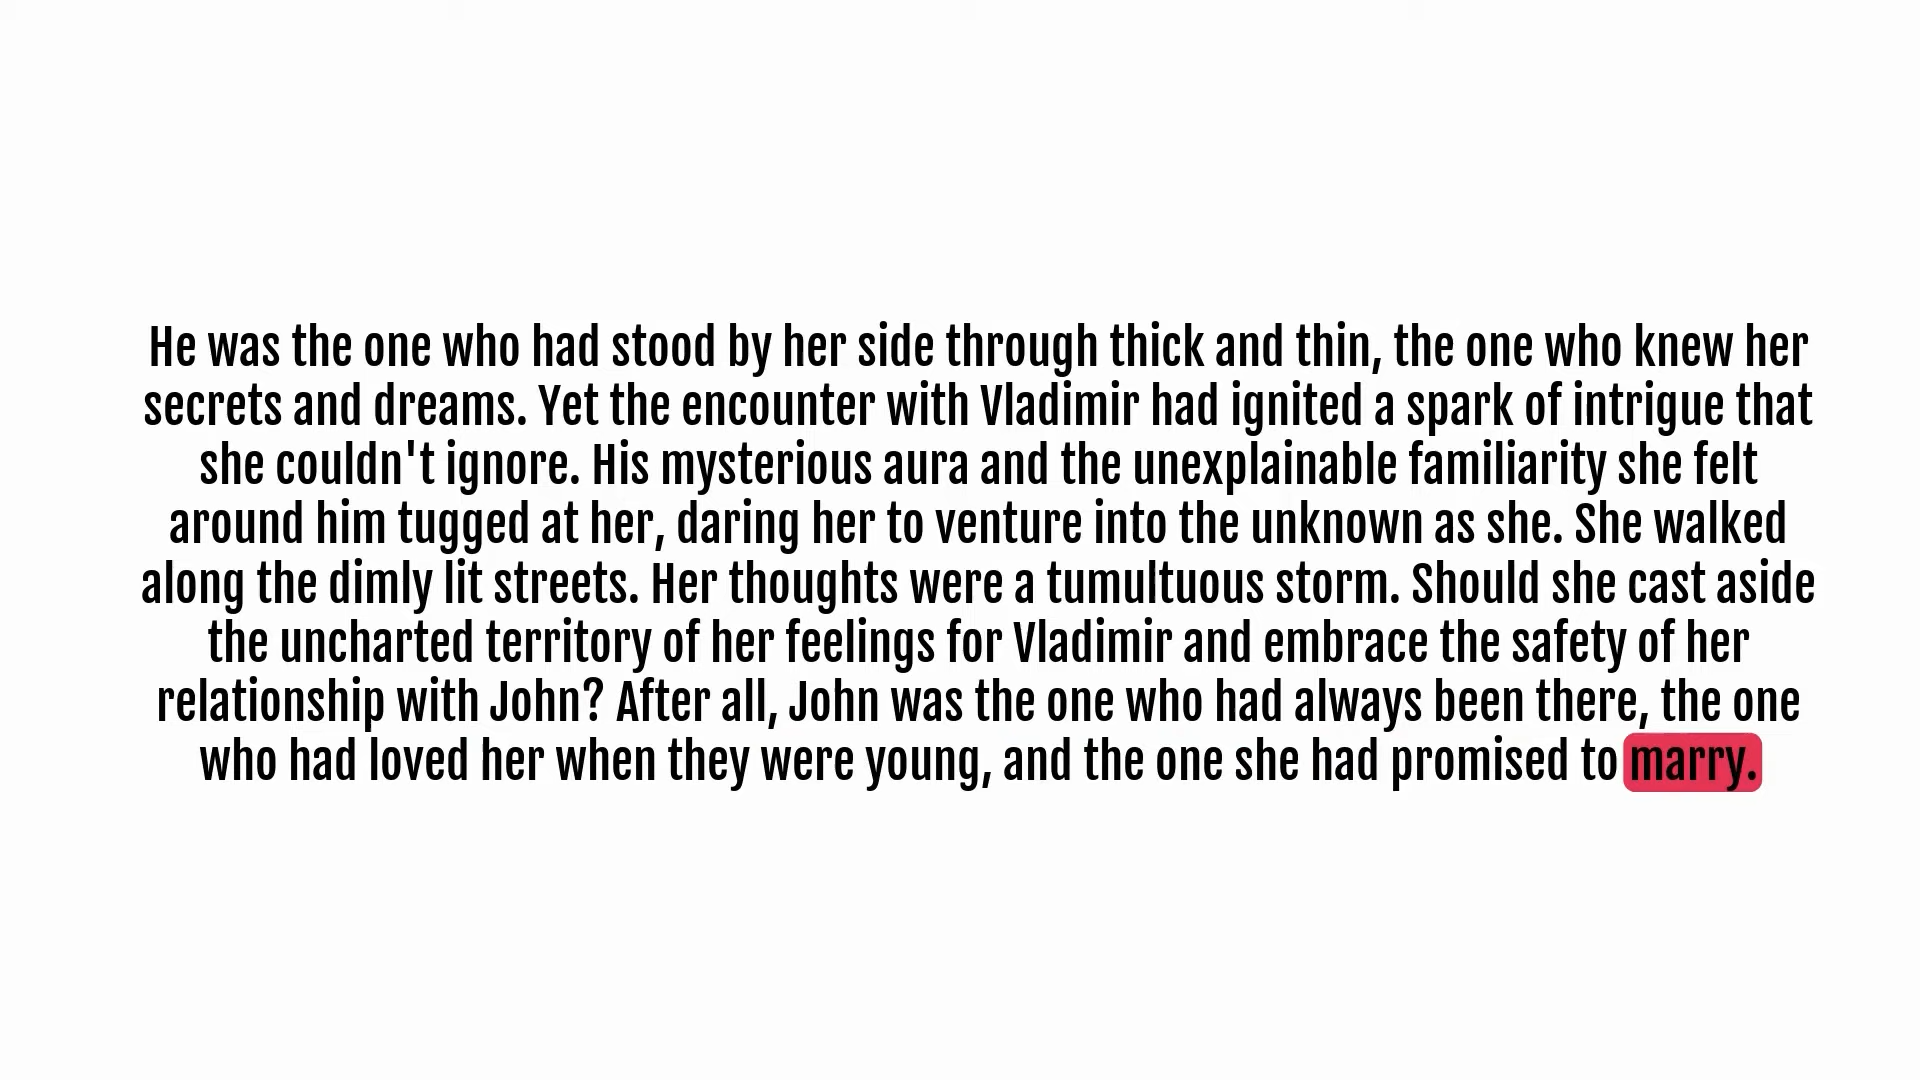 He was the one who had stood by her side through thick and thin, the one who knew her
secrets and dreams. Yet the encounter with Vladimir had ignited a spark of intrigue that
she couldn't ignore. His mysterious aura and the unexplainable familiarity she felt
around him tugged at her, daring her to venture into the unknown as she. She walked
along the dimly lit streets. Her thoughts were a tumultuous storm. Should she cast aside
the uncharted territory of her feelings for Vladimir and embrace the safety of her
relationship with John? After all, John was the one who had always been there, the one
who had loved her when they were young, and the one she had promised to marry.